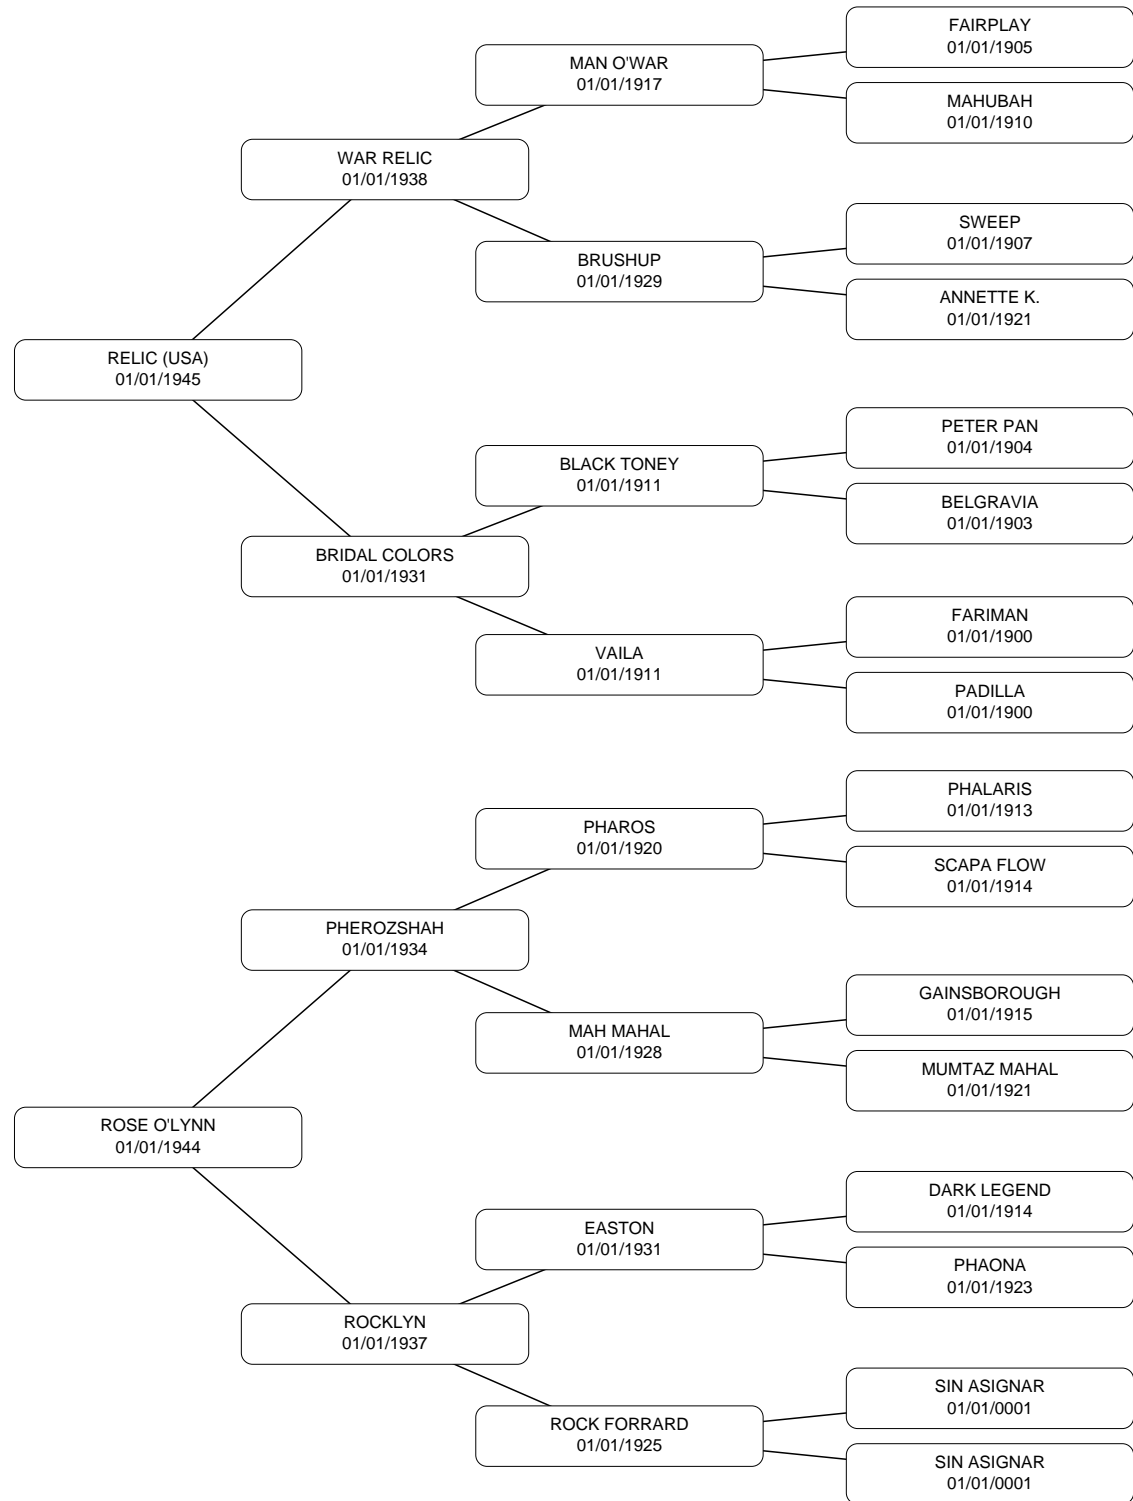 FAIRPLAY
01/01/1905
MAN O'WAR
01/01/1917
MAHUBAH
01/01/1910
WAR RELIC
01/01/1938
SWEEP
01/01/1907
BRUSHUP
01/01/1929
ANNETTE K.
01/01/1921
RELIC (USA)
01/01/1945
PETER PAN
01/01/1904
BLACK TONEY
01/01/1911
BELGRAVIA
01/01/1903
BRIDAL COLORS
01/01/1931
FARIMAN
01/01/1900
VAILA
01/01/1911
PADILLA
01/01/1900
PHALARIS
01/01/1913
PHAROS
01/01/1920
SCAPA FLOW
01/01/1914
PHEROZSHAH
01/01/1934
GAINSBOROUGH
01/01/1915
MAH MAHAL
01/01/1928
MUMTAZ MAHAL
01/01/1921
ROSE O'LYNN
01/01/1944
DARK LEGEND
01/01/1914
EASTON
01/01/1931
PHAONA
01/01/1923
ROCKLYN
01/01/1937
SIN ASIGNAR
01/01/0001
ROCK FORRARD
01/01/1925
SIN ASIGNAR
01/01/0001